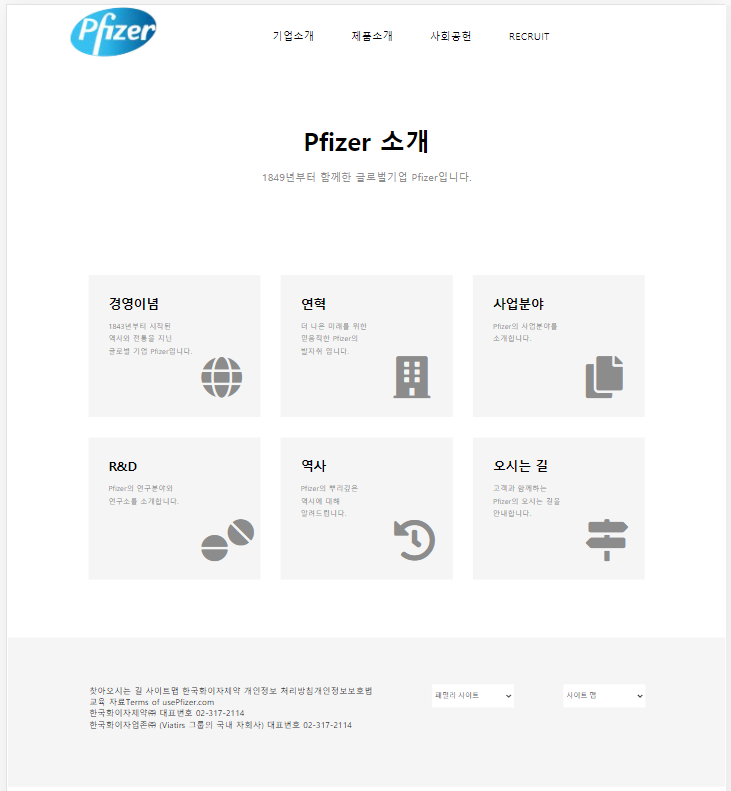 Pfizer
기업소개 제품소개 사회공헌 RECRUIT
Pfizer 소개
1849년부터 함께한 글로벌기업 Pfizer입니다.
경영이념
1843년부터 시작된
역사와 전통을 지닌
글로벌 기업 Pfizer입니다.
연혁
더 나은 미래를 위한
믿음직한 Pfizer의
발자취 입니다.
사업분야
Pfizer의 사업분야를
소개합니다.
R&D
Pfizer의 연구분야와
연구소를 소개합니다.
역사
Pfizer의 뿌리깊은
역사에 대해
알려드립니다.
오시는 길
고객과 함께하는
Pfizer의 오시는 길을
안내합니다.
찾아오시는 길 사이트맵 한국화이자제약 개인정보 처리방침개인정보보호법
교육 자료Terms of usePfizer.com
한국화이자제약㈜ 대표번호 02-317-2114
한국화이자업존㈜ (Viatirs 그룹의 국내 자회사) 대표번호 02-317-2114
패밀리 사이트
사이트 맵